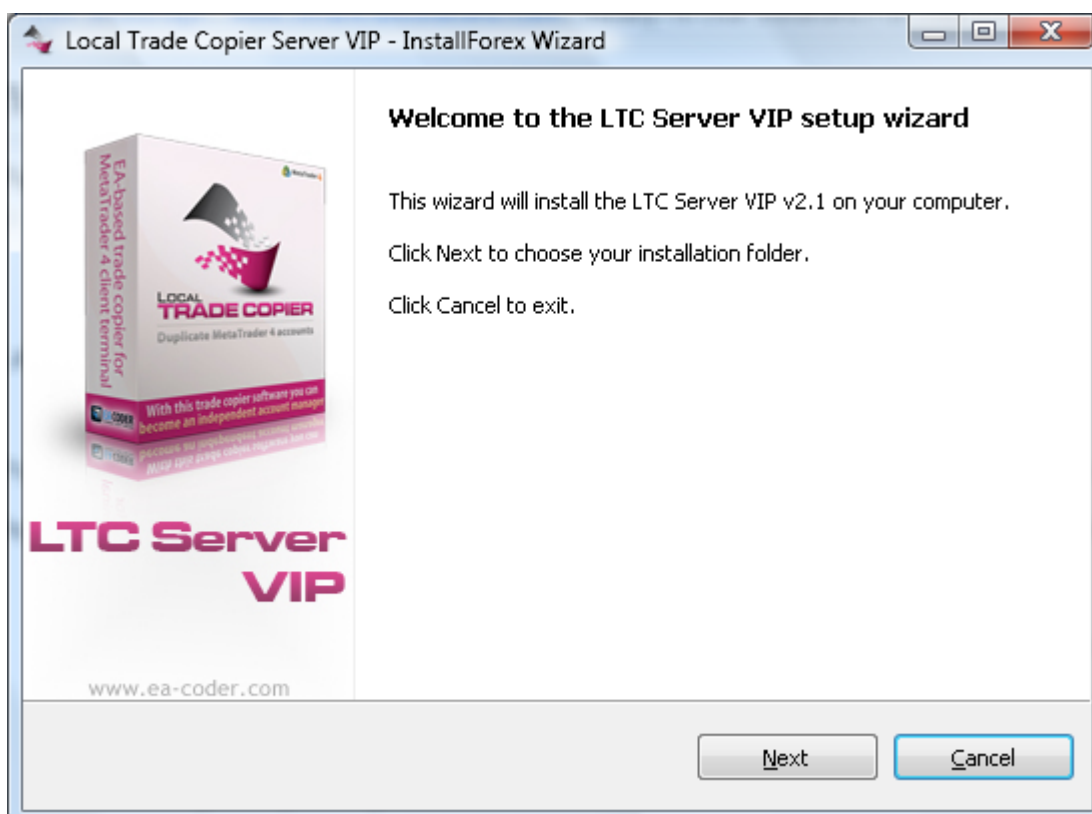 Local Trade Copier Server VIP - InstallForex Wizard
Welcome to the LTC Server VIP setup wizard
This wizard will install the LTC Server VIP v2.1 on your computer.
Click Next to choose your installation folder.
Click Cancel to exit.
EA-based trade copier for
MetaTrader 4 client terminal
LOCAL
TRADE COPIER
Duplicate MetaTrader 4 accounts
With this trade copier software you can
become an independent account manager
LTC Server
VIP
www.ea-coder.com
Next
Cancel